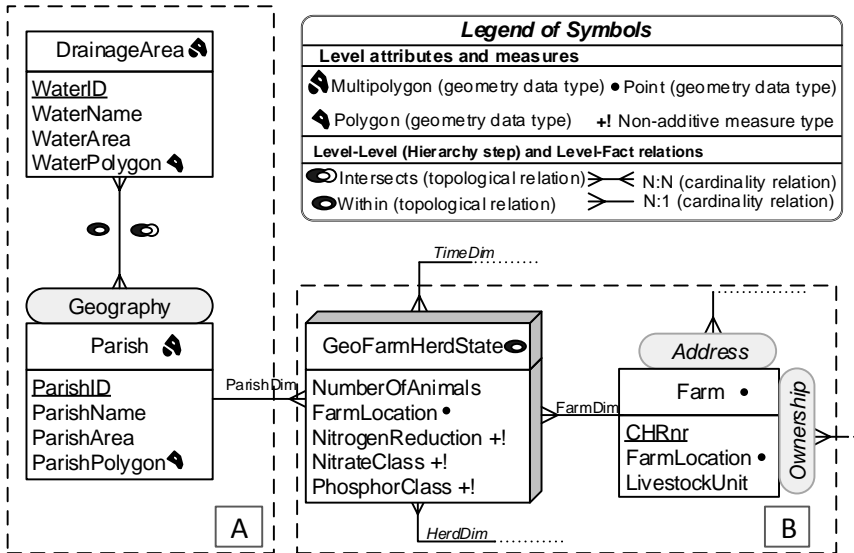 DrainageArea
WaterID
WaterName
WaterArea
WaterPolygon
Geography
Parish
ParishID
ParishName
ParishArea
ParishPolygon
A
Legend of Symbols
Level attributes and measures
Multipolygon (geometry data type) • Point (geometry data type)
Polygon (geometry data type) +! Non-additive measure type
Level-Level (Hierarchy step) and Level-Fact relations
Intersects (topological relation) N:N (cardinality relation)
Within (topological relation) N:1 (cardinality relation)
TimeDim
ParishDim
GeoFarmHerdState
NumberOfAnimals
FarmLocation •
NitrogenReduction +!
NitrateClass +!
PhosphorClass +!
HerdDim
FarmDim
Address
Farm •
CHRnr
FarmLocation •
LivestockUnit
Ownership
B